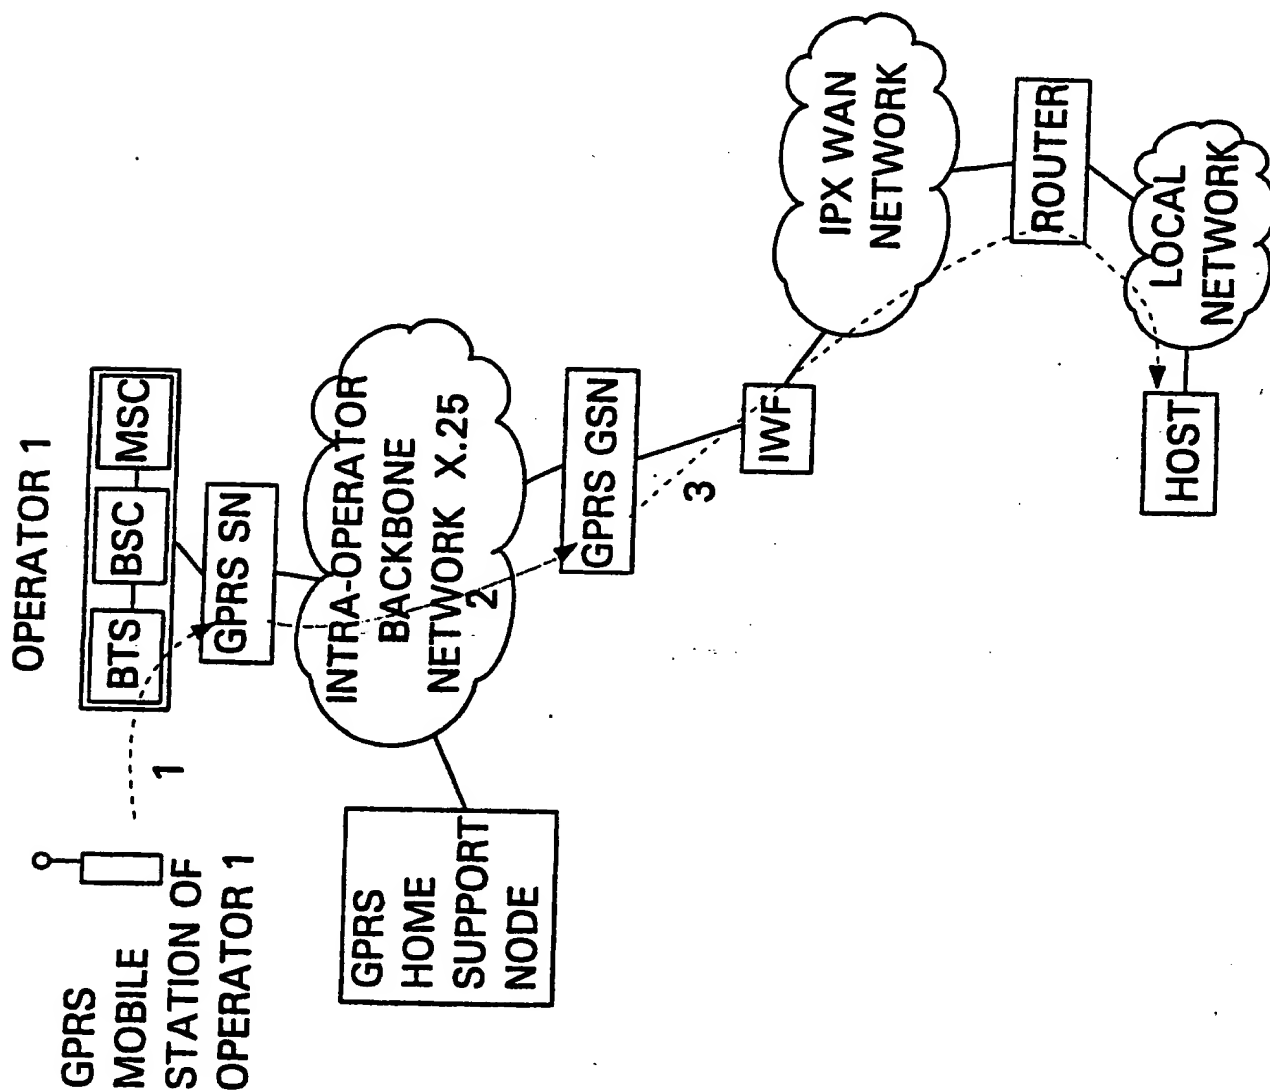 OPERATOR 1
BTS
BSC
MSC
GPRS
MOBILE
STATION OF
OPERATOR 1
1
GPRS SN
INTRA-OPERATOR
BACKBONE
NETWORK X.25
2
GPRS
HOME
SUPPORT
NODE
GPRS GSN
3
IWF
IPX WAN
NETWORK
ROUTER
LOCAL
NETWORK
HOST